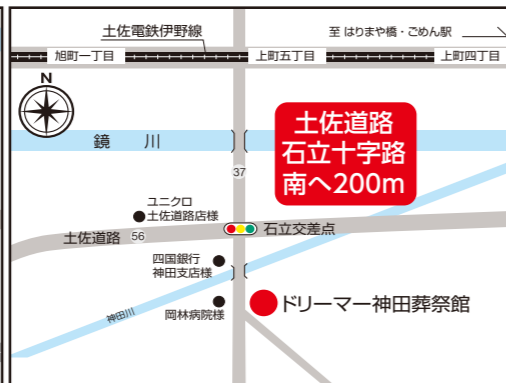 土佐電鉄伊野線
至 はりまや橋・ごめん駅
旭町一丁目
上町五丁目
上町四丁目
N
鏡 川
土佐道路
石立十字路
南へ200m
37
ユニクロ
土佐道路店様
土佐道路 56
石立交差点
四国銀行
神田支店様
神田川
岡林病院様
ドリーマー神田葬祭館